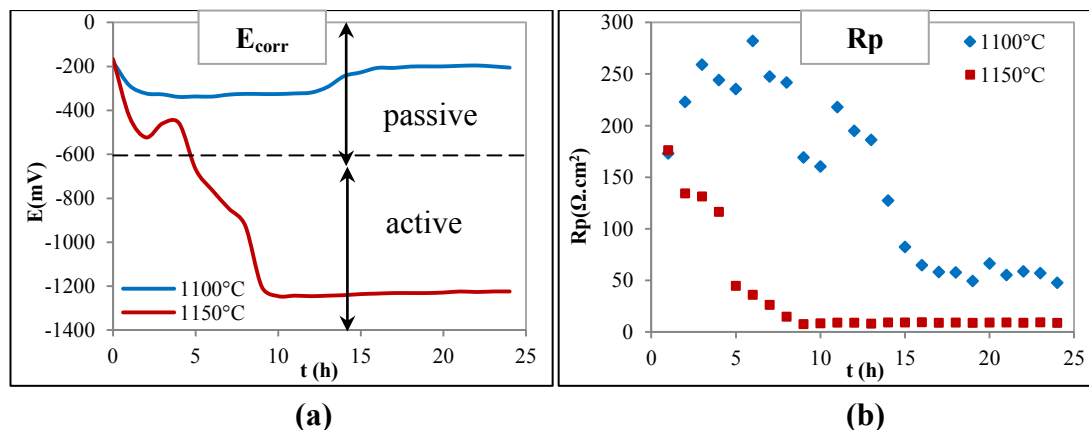 E_corr
E(mV)
0
-200
-400
-600
-800
-1000
-1200
-1400
passive
active
1100°C
1150°C
0 5 10 15 20 25
t (h)
(a)
Rp
Rp(Ω.cm²)
300
250
200
150
100
50
0
1100°C
1150°C
0 5 10 15 20 25
t (h)
(b)